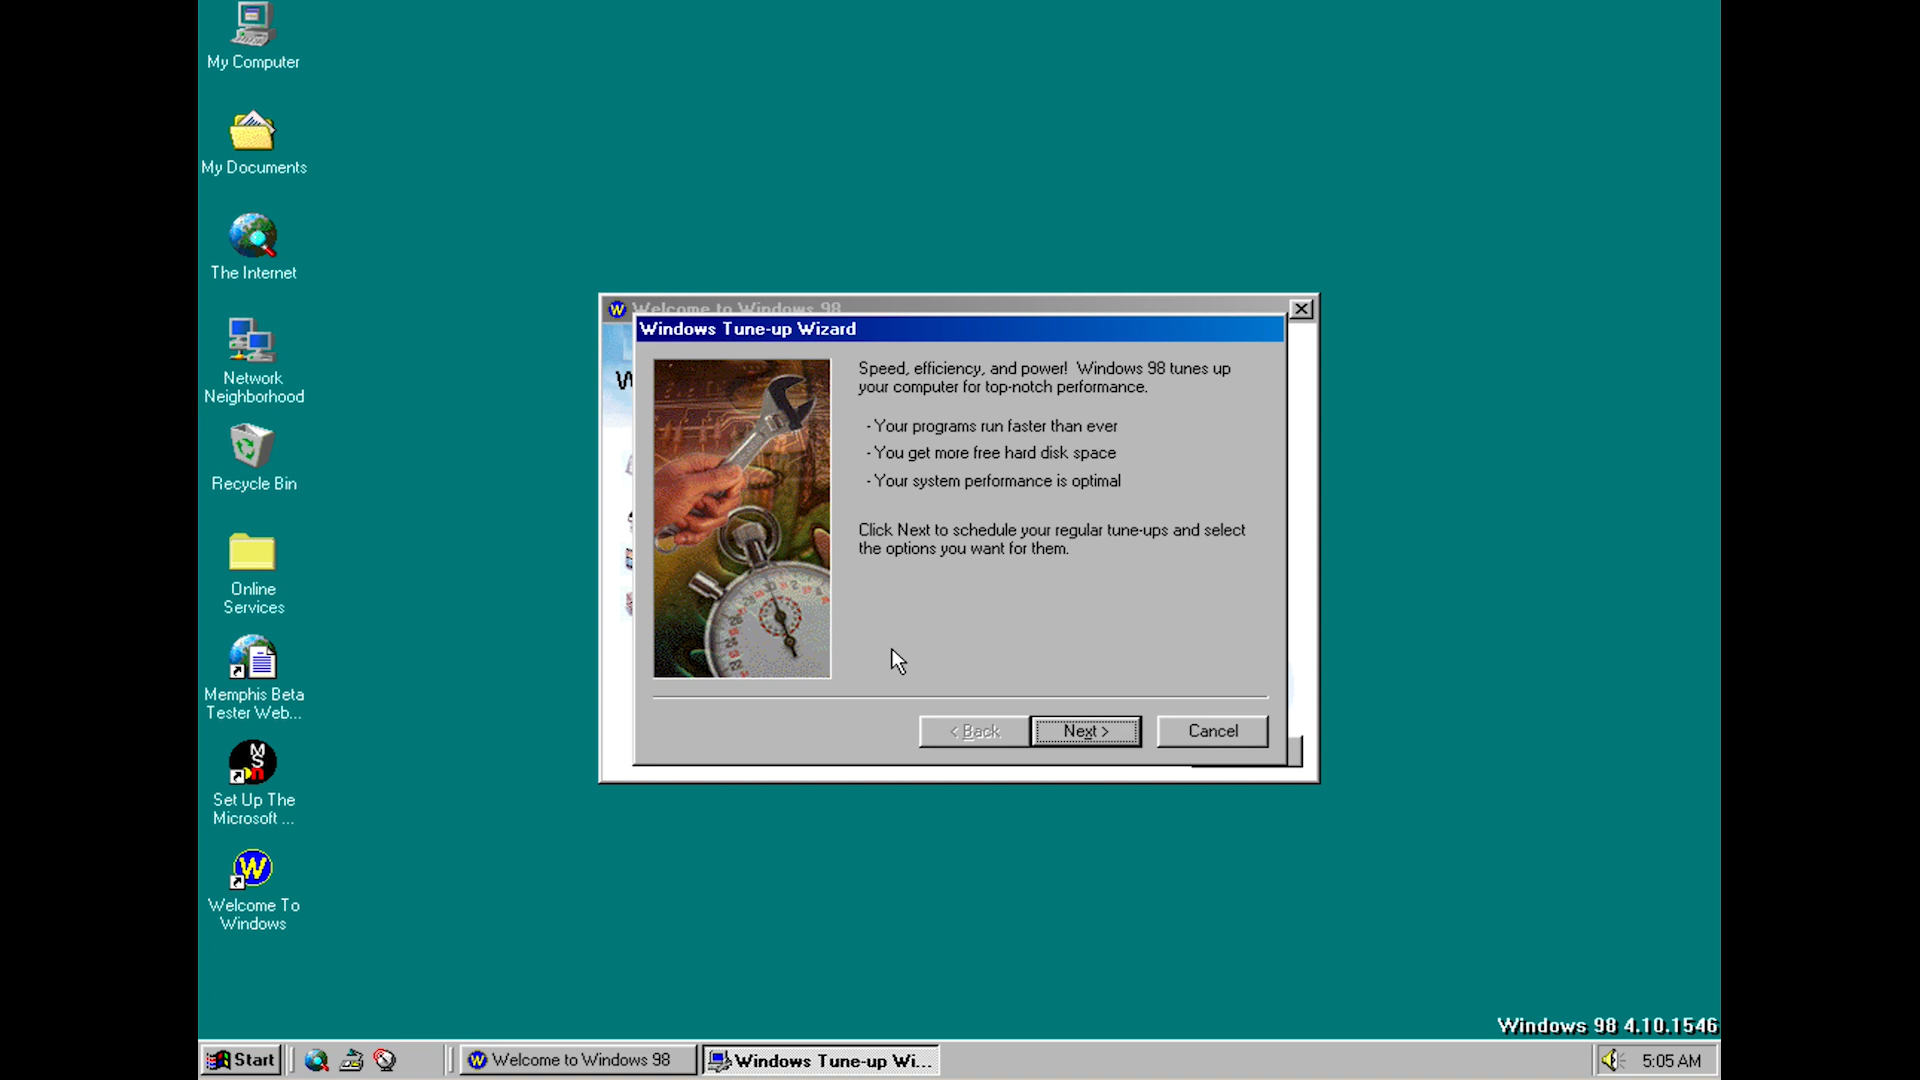 My Computer
My Documents
The Internet
Network
Neighborhood
Recycle Bin
Online
Services
Memphis Beta
Tester Web...
MSn
Set Up The
Microsoft ...
W
Welcome To
Windows
W Welcome to Windows 98
W
Windows Tune-up Wizard
Speed, efficiency, and power!  Windows 98 tunes up
your computer for top-notch performance.
- Your programs run faster than ever
- You get more free hard disk space
- Your system performance is optimal
Click Next to schedule your regular tune-ups and select
the options you want for them.
< Back
Next >
Cancel
Windows 98 4.10.1546
Start
W Welcome to Windows 98
Windows Tune-up Wi...
5:05 AM